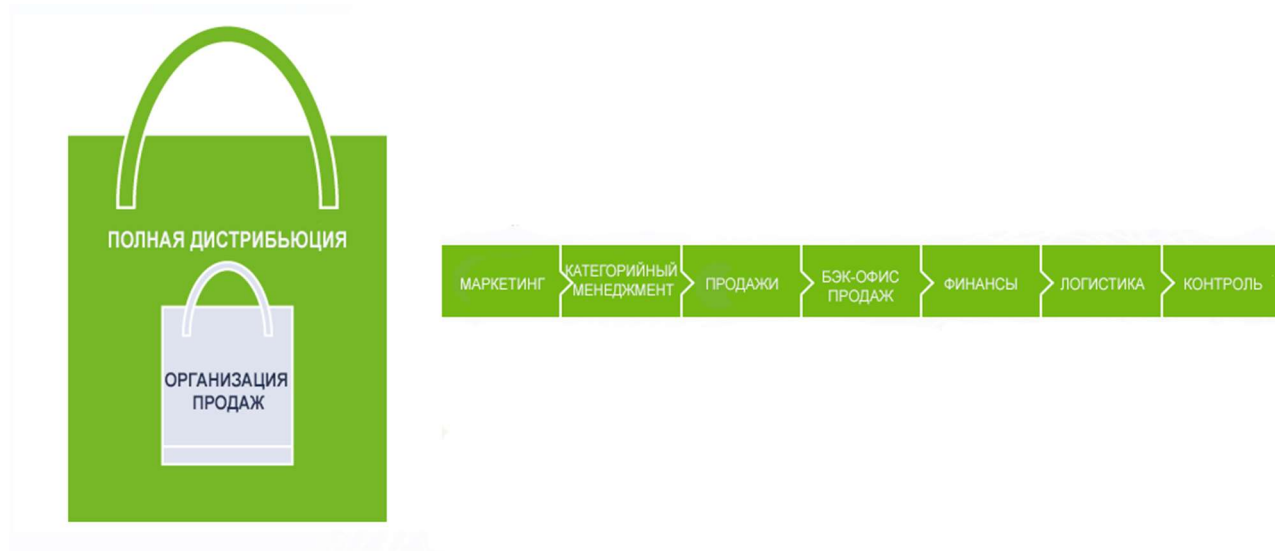 ПОЛНАЯ ДИСТРИБЬЮЦИЯ
ОРГАНИЗАЦИЯ
ПРОДАЖ
МАРКЕТИНГ
КАТЕГОРИЙНЫЙ
МЕНЕДЖМЕНТ
ПРОДАЖИ
БЭК-ОФИС
ПРОДАЖ
ФИНАНСЫ
ЛОГИСТИКА
КОНТРОЛЬ